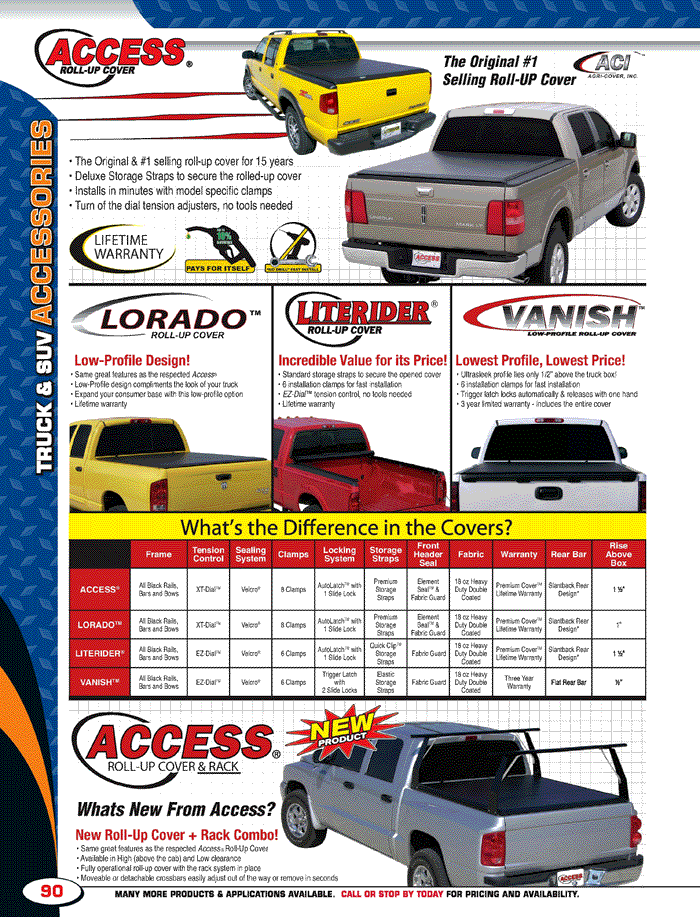 ACCESS®
ROLL-UP COVER
The Original #1
Selling Roll-UP Cover
ACI
AGRI-COVER, INC.
• The Original & #1 selling roll-up cover for 15 years
• Deluxe Storage Straps to secure the rolled-up cover
• Installs in minutes with model specific clamps
• Turn of the dial tension adjusters, no tools needed
LIFETIME
WARRANTY
10%
PAYS FOR ITSELF
"NO DRILL" FAST INSTALL
ACCESS
TRUCK & SUV ACCESSORIES
LORADO™
ROLL-UP COVER
Low-Profile Design!
• Same great features as the respected Access®
• Low-Profile design compliments the look of your truck
• Expand your consumer base with this low-profile option
• Lifetime warranty
LITERIDER®
ROLL-UP COVER
Incredible Value for its Price!
• Standard storage straps to secure the opened cover
• 6 installation clamps for fast installation
• EZ-Dial™ tension control, no tools needed
• Lifetime warranty
VANISH™
LOW-PROFILE ROLL-UP COVER
Lowest Profile, Lowest Price!
• Ultrasleek profile lies only 1/2" above the truck box!
• 6 installation clamps for fast installation
• Trigger latch locks automatically & releases with one hand
• 3 year limited warranty - includes the entire cover
What's the Difference in the Covers?
Frame Tension Control Sealing System Clamps Locking System Storage Straps Front Header Seal Fabric Warranty Rear Bar Rise Above Box
ACCESS® All Black Rails, Bars and Bows XT-Dial™ Velcro® 8 Clamps AutoLatch™ with 1 Slide Lock Premium Storage Straps Element Seal™ & Fabric Guard 18 oz Heavy Duty Double Coated Premium Cover™ Lifetime Warranty Slantback Rear Design* 1 ½"
LORADO™ All Black Rails, Bars and Bows XT-Dial™ Velcro® 8 Clamps AutoLatch™ with 1 Slide Lock Premium Storage Straps Element Seal™ & Fabric Guard 18 oz Heavy Duty Double Coated Premium Cover™ Lifetime Warranty Slantback Rear Design* 1"
LITERIDER® All Black Rails, Bars and Bows EZ-Dial™ Velcro® 6 Clamps AutoLatch™ with 1 Slide Lock Quick Clip™ Storage Straps Fabric Guard 18 oz Heavy Duty Double Coated Premium Cover™ Lifetime Warranty Slantback Rear Design* 1 ½"
VANISH™ All Black Rails, Bars and Bows EZ-Dial™ Velcro® 6 Clamps Trigger Latch with 2 Slide Locks Elastic Storage Straps Fabric Guard 18 oz Heavy Duty Double Coated Three Year Warranty Flat Rear Bar ½"
ACCESS®
ROLL-UP COVER & RACK
NEW
PRODUCT
Whats New From Access?
New Roll-Up Cover + Rack Combo!
• Same great features as the respected Access® Roll-Up Cover
• Available in High (above the cab) and Low clearance
• Fully operational roll-up cover with the rack system in place
• Moveable or detachable crossbars easily adjust out of the way or remove in seconds
ACCESS
90
MANY MORE PRODUCTS & APPLICATIONS AVAILABLE. CALL OR STOP BY TODAY FOR PRICING AND AVAILABILITY.